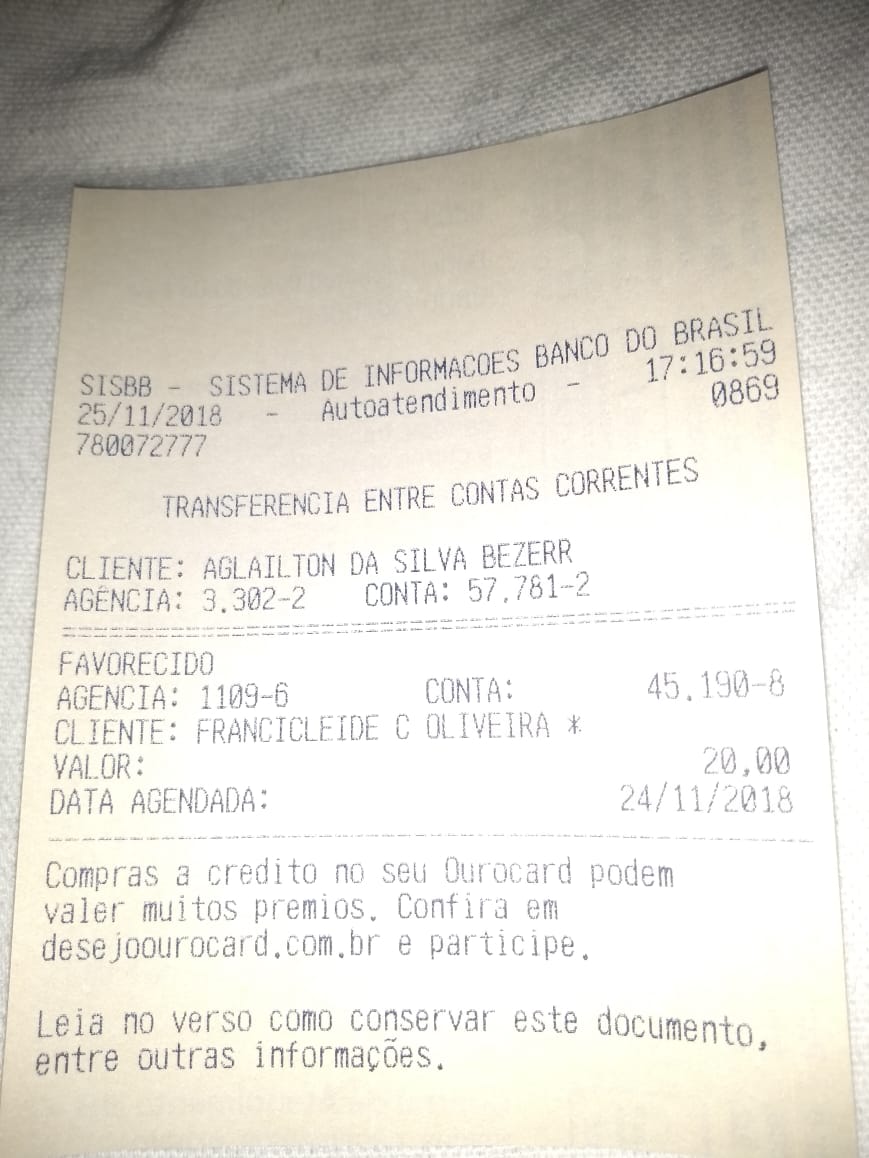 SISBB - SISTEMA DE INFORMACOES BANCO DO BRASIL
25/11/2018 - Autoatendimento - 17:16:59
780072777 0869
TRANSFERENCIA ENTRE CONTAS CORRENTES
CLIENTE: AGLAILTON DA SILVA BEZERR
AGÊNCIA: 3.302-2 CONTA: 57.781-2
FAVORECIDO
AGENCIA: 1109-6 CONTA: 45.190-8
CLIENTE: FRANCICLEIDE C OLIVEIRA *
VALOR: 20,00
DATA AGENDADA: 24/11/2018
Compras a credito no seu Ourocard podem
valer muitos premios. Confira em
desejoourocard.com.br e participe.
Leia no verso como conservar este documento,
entre outras informações.